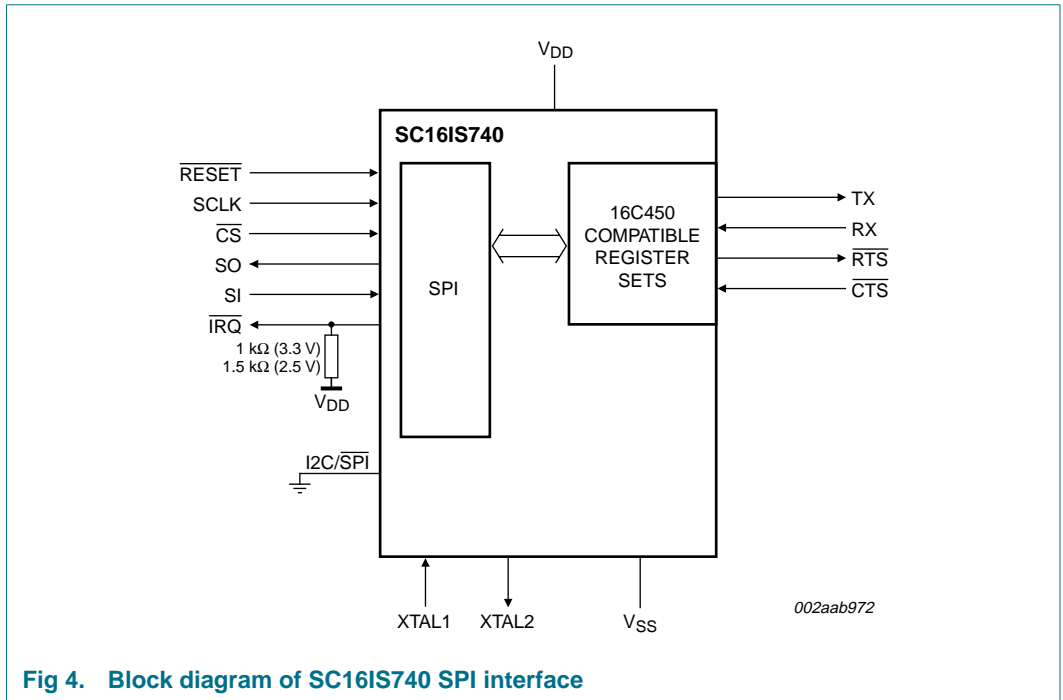 VDD
SC16IS740
RESET
SCLK
CS
SO
SI
IRQ
1 kΩ (3.3 V)
1.5 kΩ (2.5 V)
VDD
I2C/SPI
SPI
16C450
COMPATIBLE
REGISTER
SETS
TX
RX
RTS
CTS
XTAL1
XTAL2
VSS
002aab972
Fig 4. Block diagram of SC16IS740 SPI interface